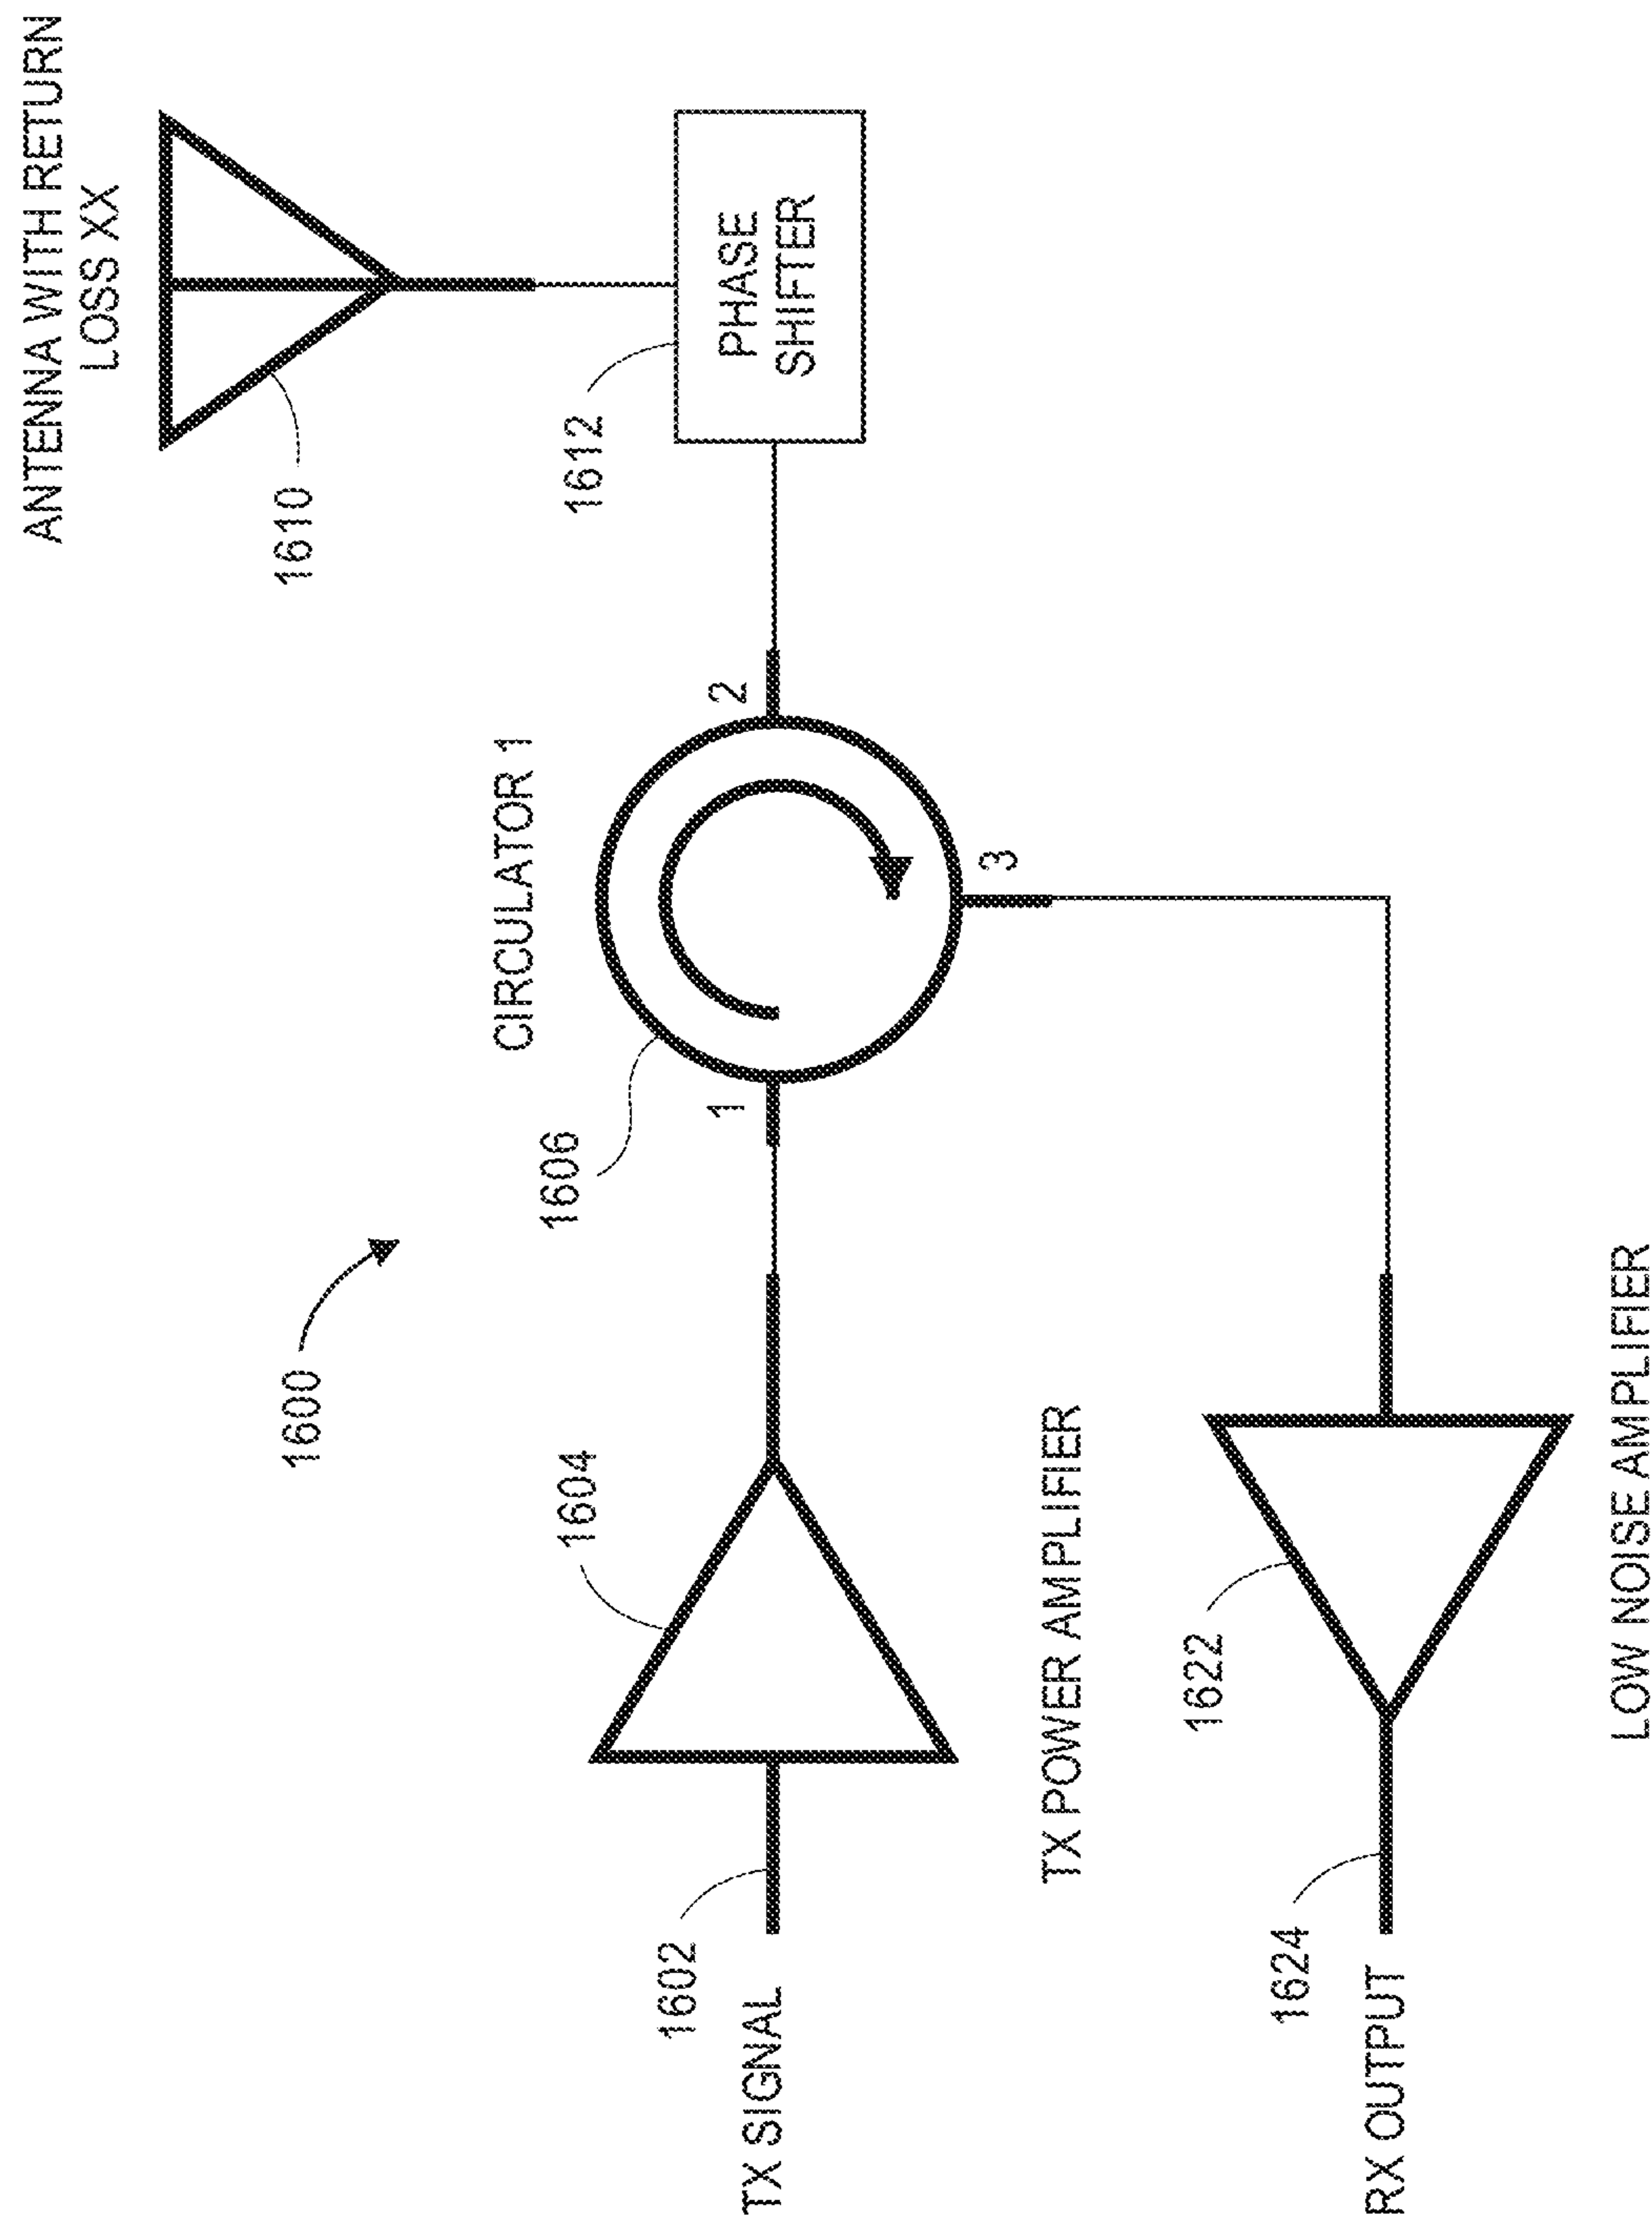 ANTENNA WITH RETURN
LOSS XX
1610
1612
PHASE
SHIFTER
1600
CIRCULATOR 1
1606
1
2
3
1604
1602
TX SIGNAL
TX POWER AMPLIFIER
1622
1624
RX OUTPUT
LOW NOISE AMPLIFIER